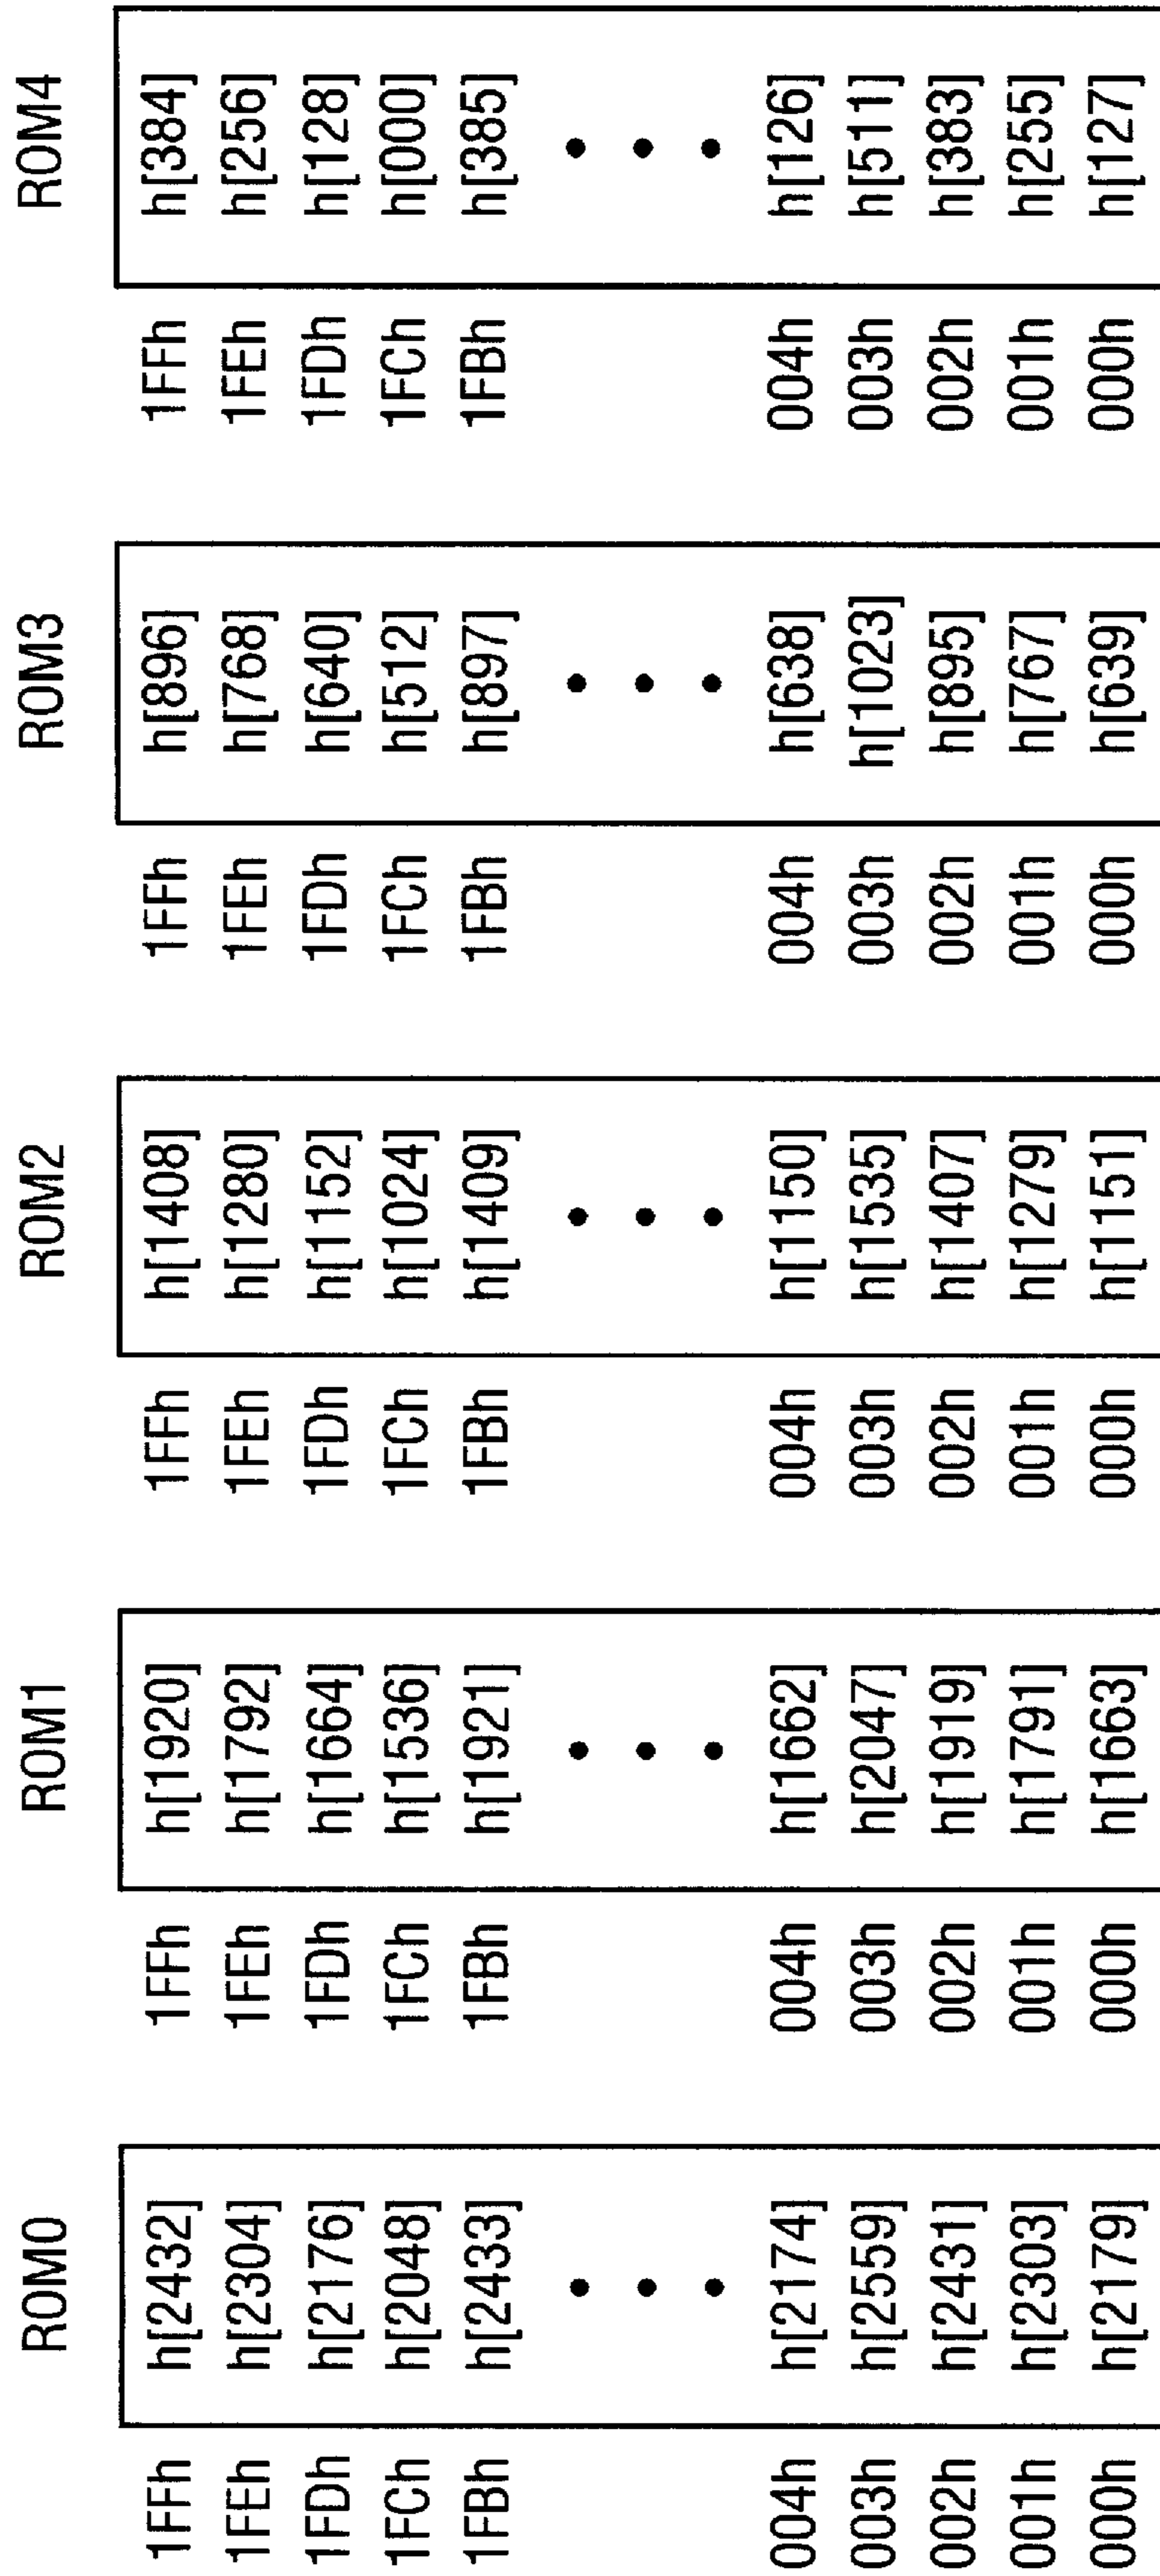 ROM0 ROM1 ROM2 ROM3 ROM4
1FFh h[2432] 1FFh h[1920] 1FFh h[1408] 1FFh h[896] 1FFh h[384]
1FEh h[2304] 1FEh h[1792] 1FEh h[1280] 1FEh h[768] 1FEh h[256]
1FDh h[2176] 1FDh h[1664] 1FDh h[1152] 1FDh h[640] 1FDh h[128]
1FCh h[2048] 1FCh h[1536] 1FCh h[1024] 1FCh h[512] 1FCh h[000]
1FBh h[2433] 1FBh h[1921] 1FBh h[1409] 1FBh h[897] 1FBh h[385]
004h h[2174] 004h h[1662] 004h h[1150] 004h h[638] 004h h[126]
003h h[2559] 003h h[2047] 003h h[1535] 003h h[1023] 003h h[511]
002h h[2431] 002h h[1919] 002h h[1407] 002h h[895] 002h h[383]
001h h[2303] 001h h[1791] 001h h[1279] 001h h[767] 001h h[255]
000h h[2179] 000h h[1663] 000h h[1151] 000h h[639] 000h h[127]